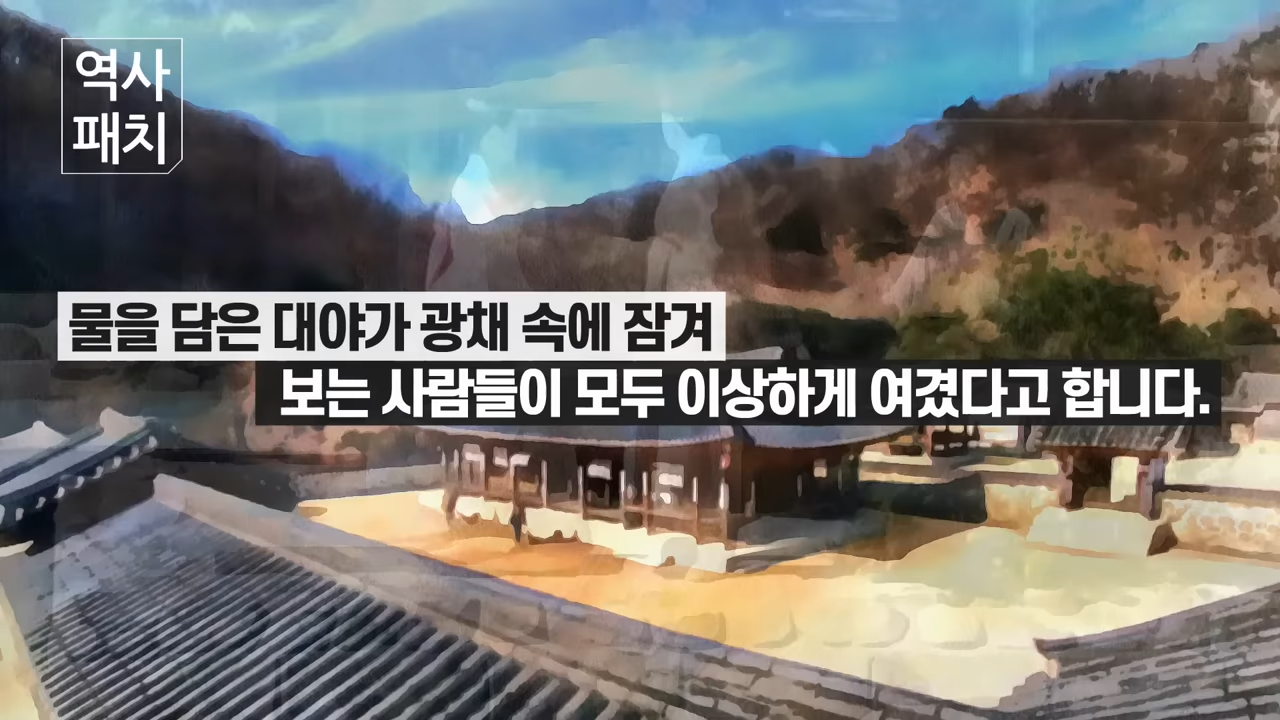 역사
패치
물을 담은 대야가 광채 속에 잠겨
보는 사람들이 모두 이상하게 여겼다고 합니다.